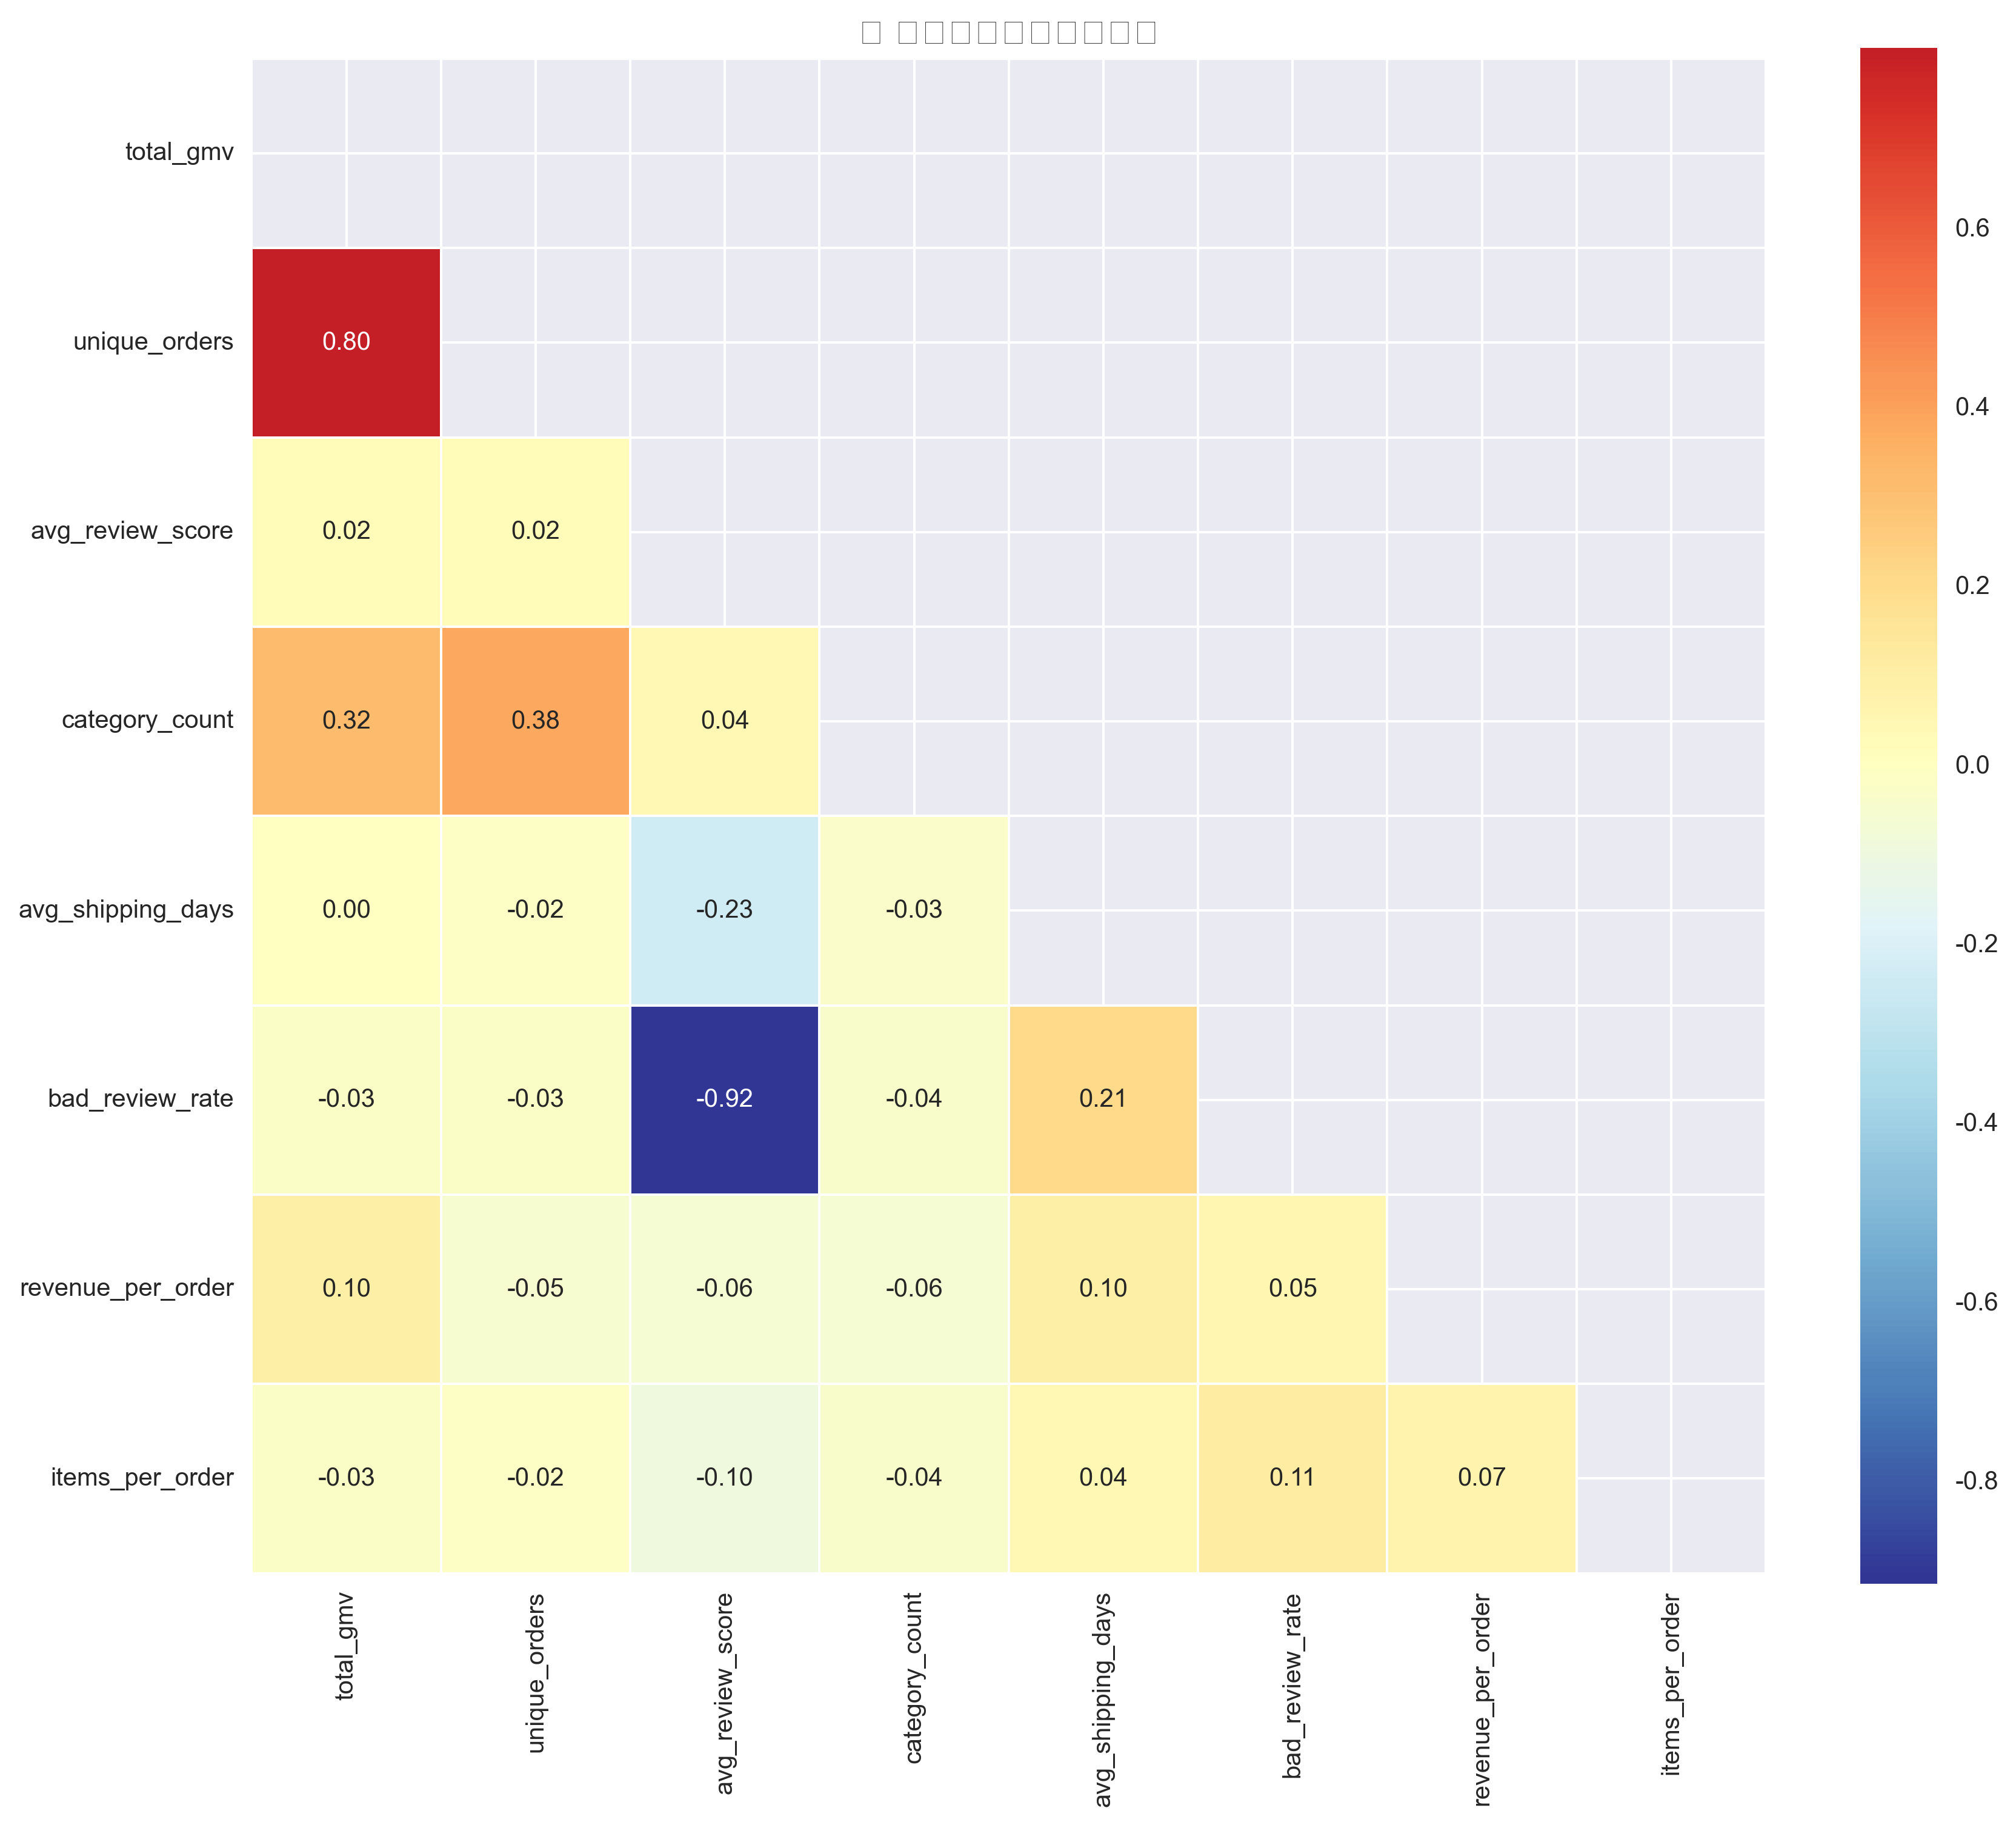 total_gmv
unique_orders 0.80
avg_review_score 0.02 0.02
category_count 0.32 0.38 0.04
avg_shipping_days 0.00 -0.02 -0.23 -0.03
bad_review_rate -0.03 -0.03 -0.92 -0.04 0.21
revenue_per_order 0.10 -0.05 -0.06 -0.06 0.10 0.05
items_per_order -0.03 -0.02 -0.10 -0.04 0.04 0.11 0.07
total_gmv
unique_orders
avg_review_score
category_count
avg_shipping_days
bad_review_rate
revenue_per_order
items_per_order
0.6
0.4
0.2
0.0
-0.2
-0.4
-0.6
-0.8